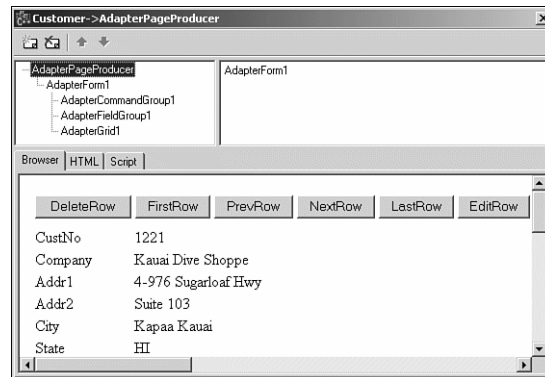 Customer->AdapterPageProducer
AdapterPageProducer
AdapterForm1
AdapterCommandGroup1
AdapterFieldGroup1
AdapterGrid1
AdapterForm1
Browser HTML Script
DeleteRow FirstRow PrevRow NextRow LastRow EditRow
CustNo 1221
Company Kauai Dive Shoppe
Addr1 4-976 Sugarloaf Hwy
Addr2 Suite 103
City Kapaa Kauai
State HI